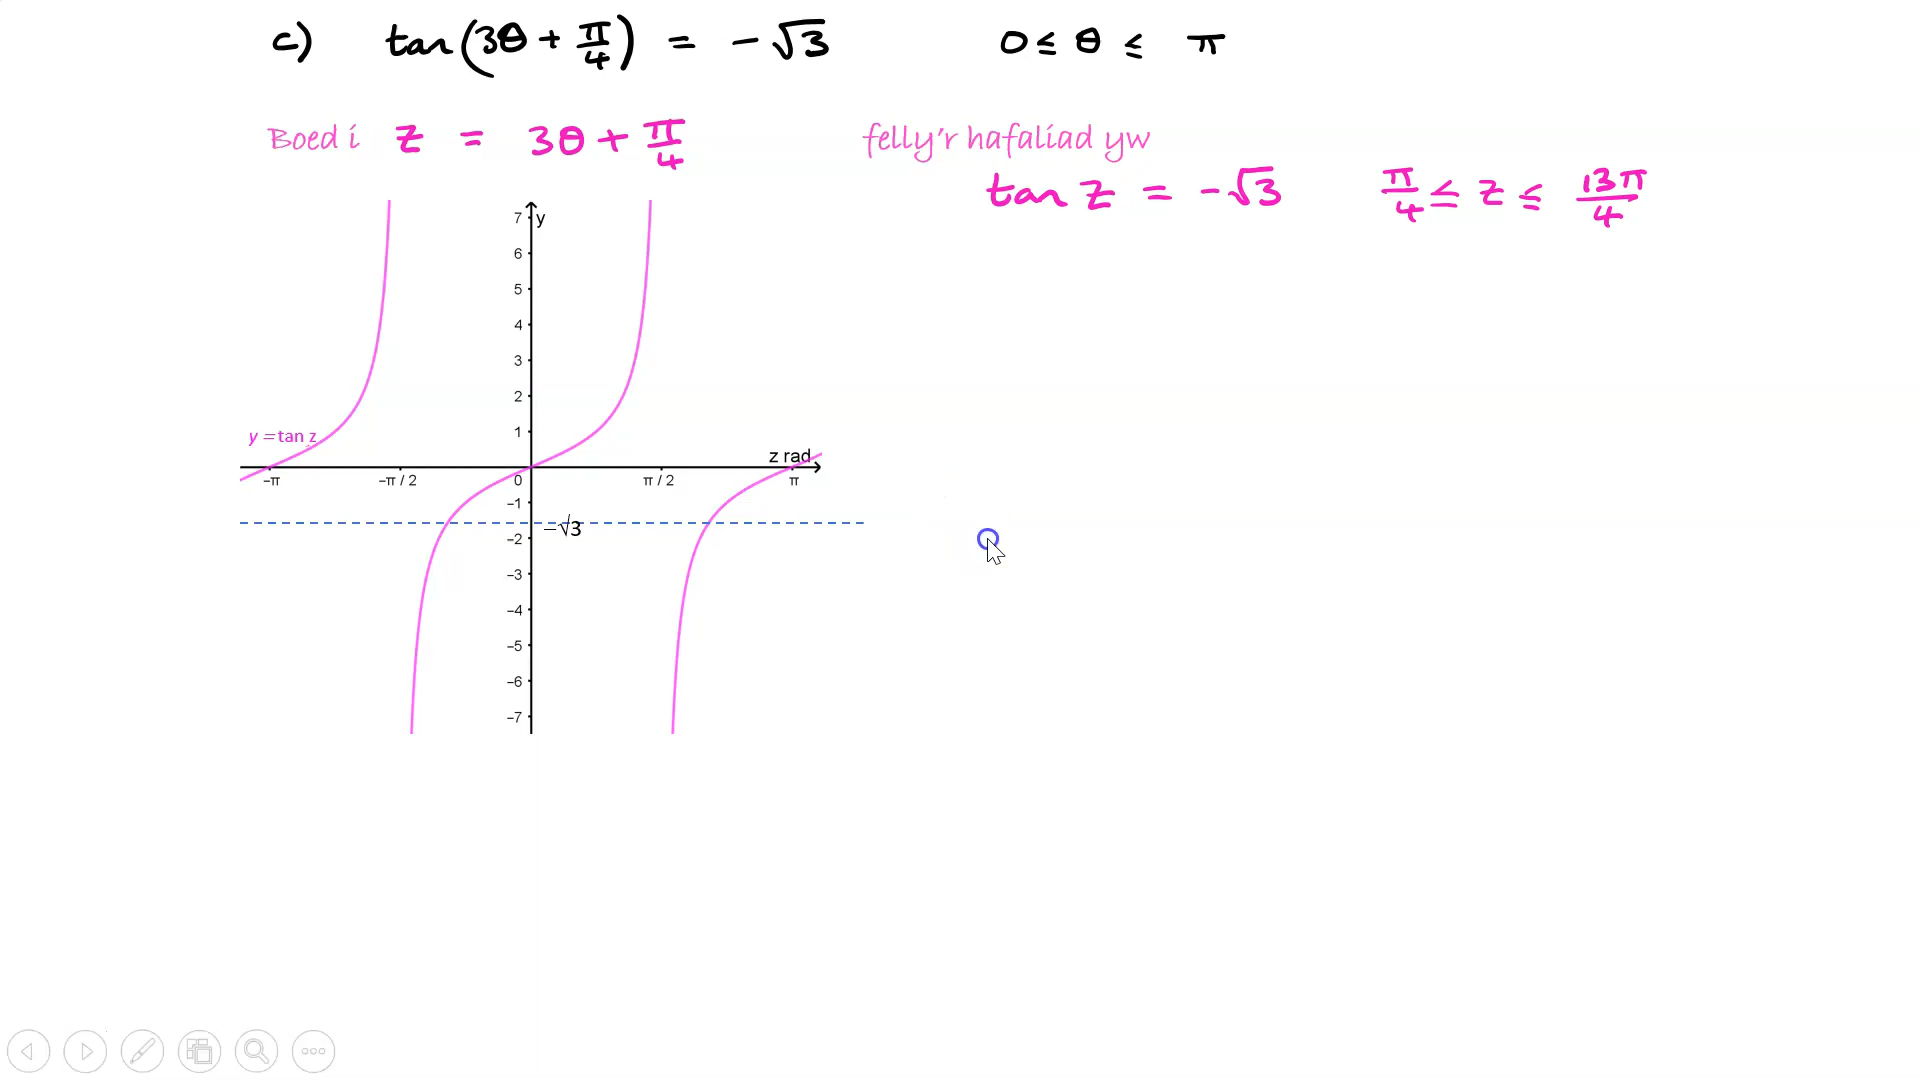 c) tan(3θ + π/4) = -√3 0 ≤ θ ≤ π
Boed i z = 3θ + π/4 felly'r hafaliad yw
tan z = -√3 π/4 ≤ z ≤ 13π/4
7 y
6
5
4
3
2
1
y = tan z
z rad
–π –π / 2 0 π / 2 π
–1
–√3
–2
–3
–4
–5
–6
–7